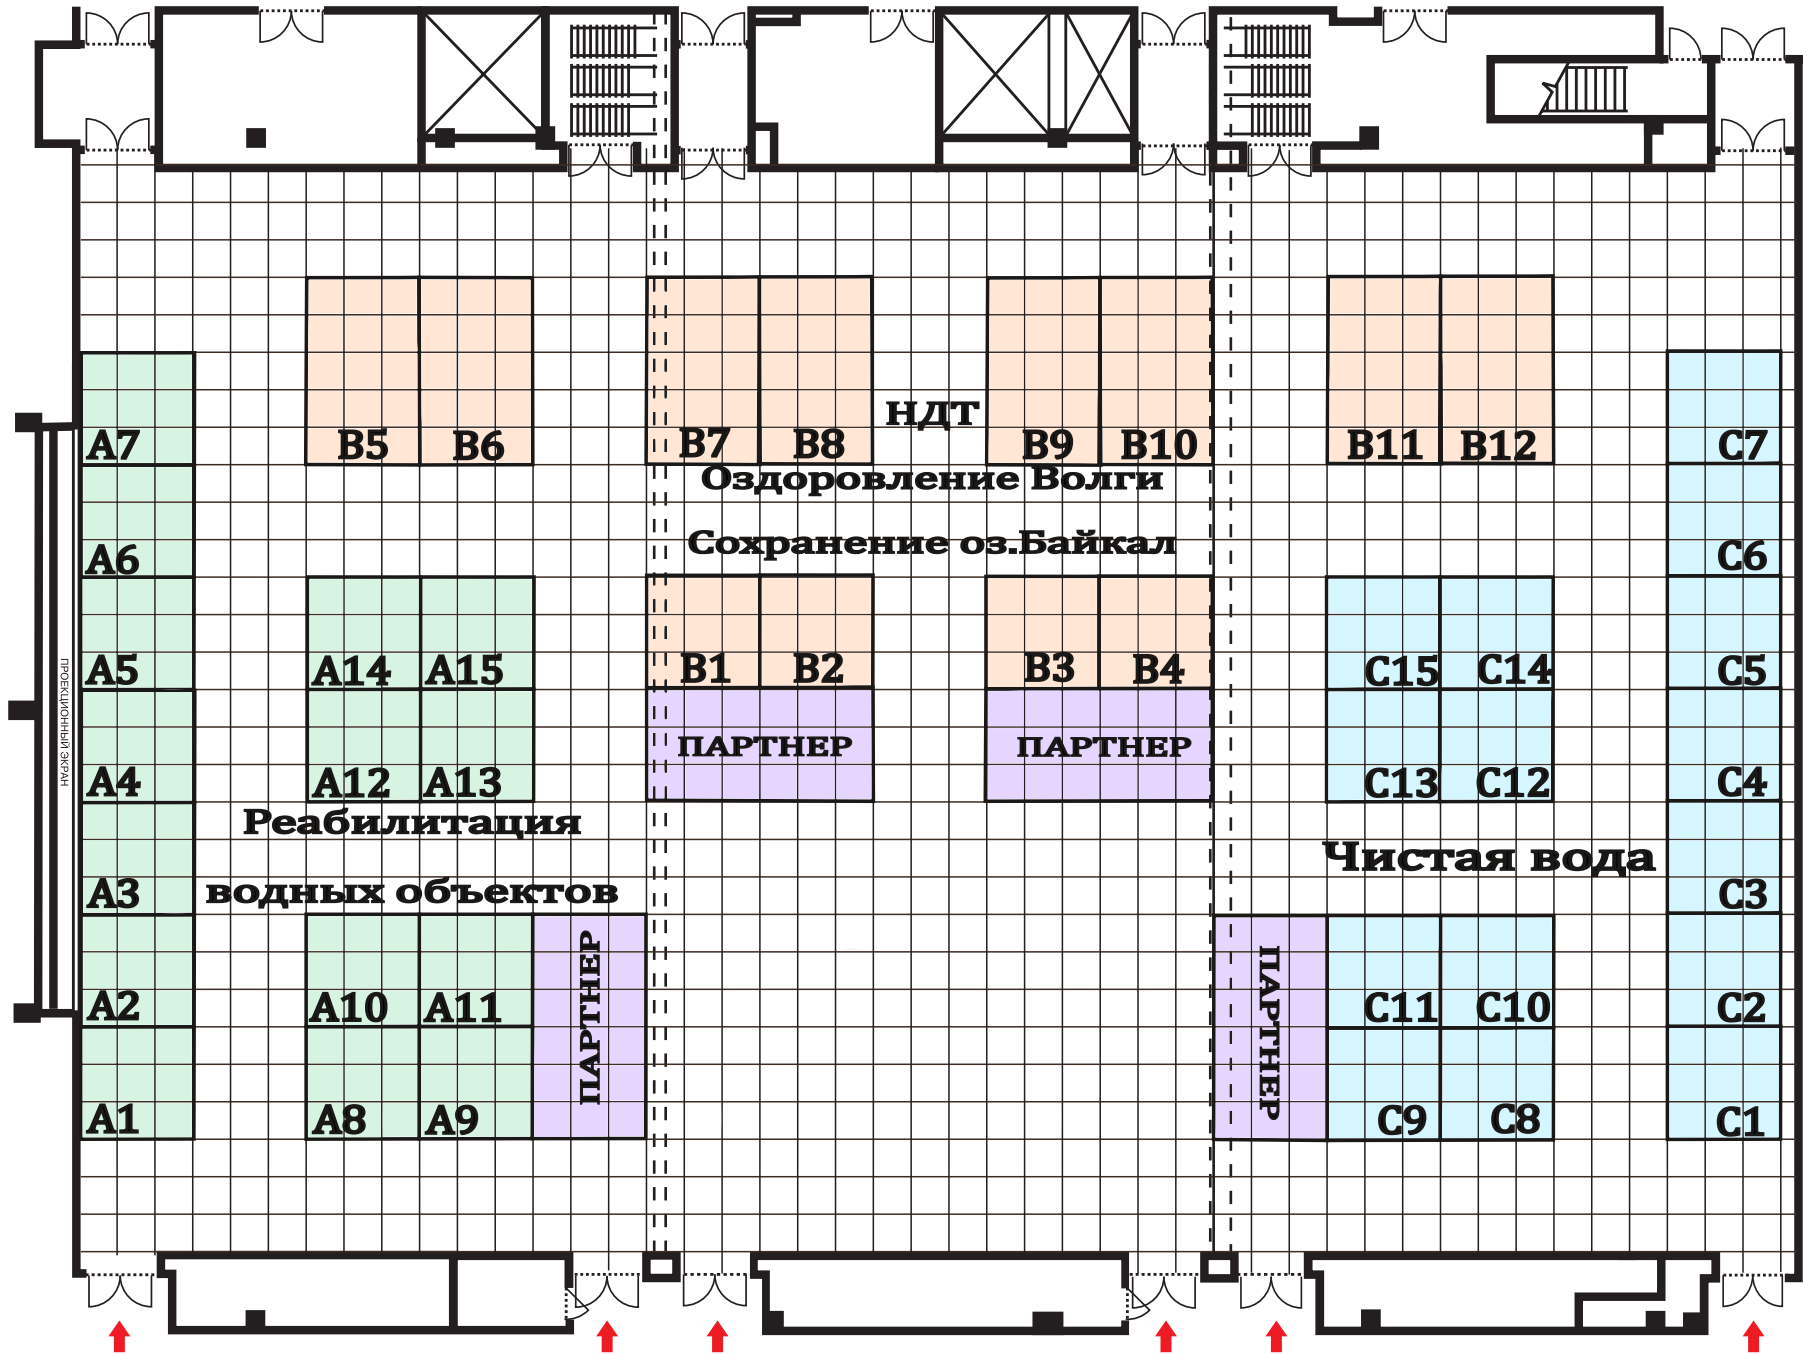 НДТ
A7
B5
B6
B7
B8
B9
B10
B11
B12
C7
Оздоровление Волги
Сохранение оз.Байкал
A6
C6
A5
A14
A15
B1
B2
B3
B4
C15
C14
C5
ПРОЕКЦИОННЫЙ ЭКРАН
ПАРТНЕР
ПАРТНЕР
A4
A12
A13
C13
C12
C4
Реабилитация
водных объектов
Чистая вода
A3
C3
A2
A10
A11
ПАРТНЕР
ПАРТНЕР
C11
C10
C2
A1
A8
A9
C9
C8
C1